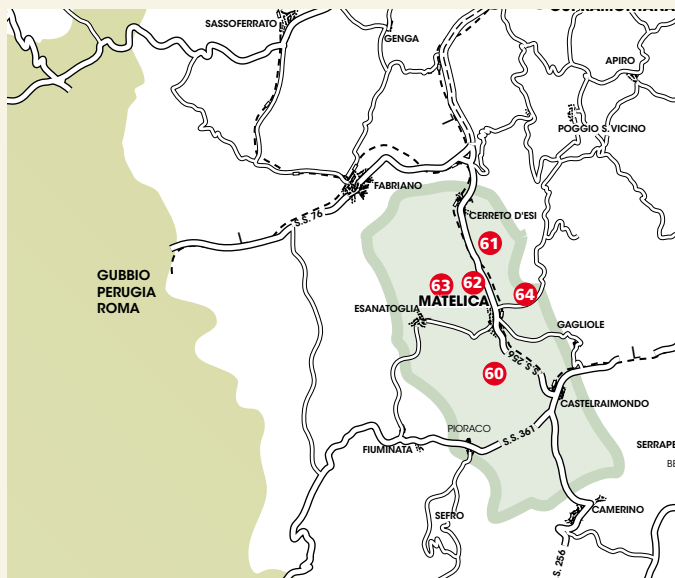 SASSOFERRATO
GENGA
APIRO
POGGIO S. VICINO
FABRIANO
CERRETO D'ESI
S.S. 76
61
GUBBIO
PERUGIA
ROMA
63
62
64
MATELICA
ESANATOGLIA
GAGLIOLE
S.S. 256
60
CASTELRAIMONDO
PIORACO
S.S. 361
FIUMINATA
SERRAPE
BE
SEFRO
CAMERINO
S. 256